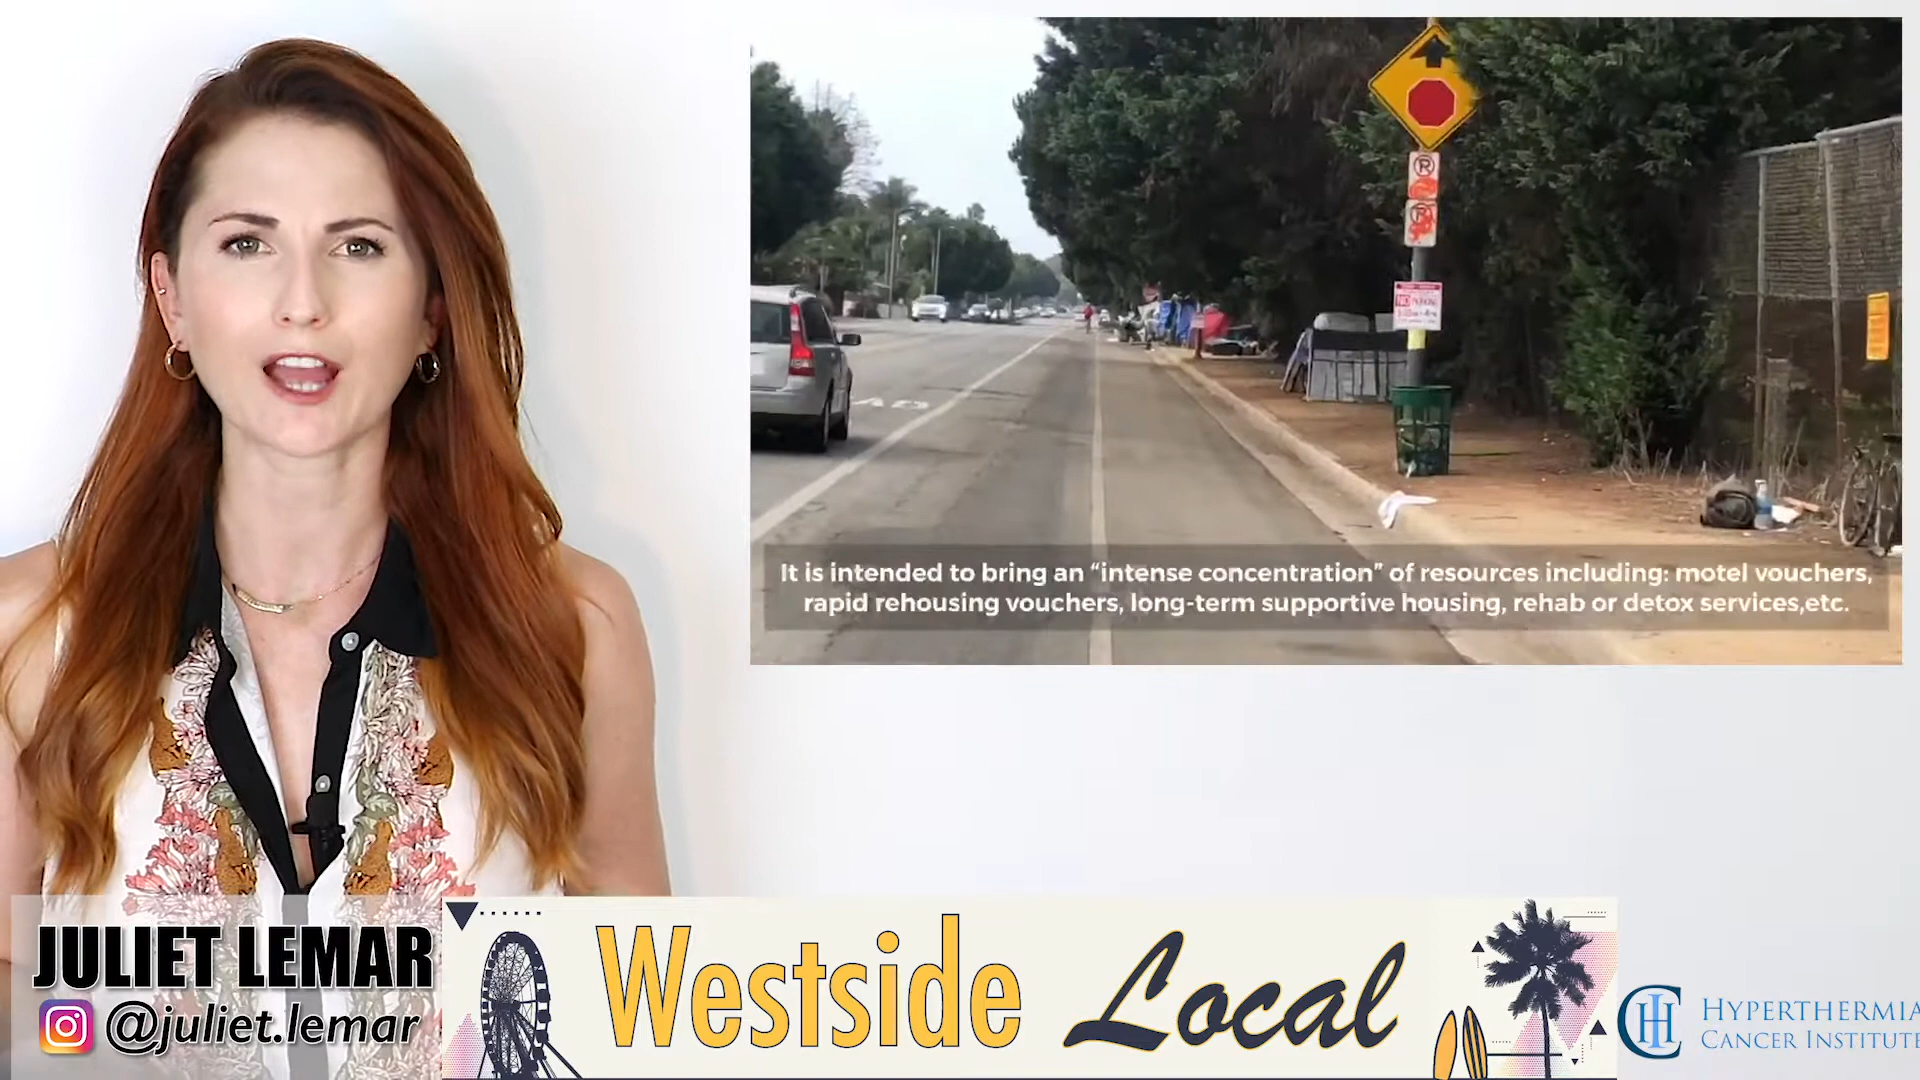 It is intended to bring an “intense concentration” of resources including: motel vouchers,
rapid rehousing vouchers, long-term supportive housing, rehab or detox services,etc.
JULIET LEMAR
@juliet.lemar
Westside Local
HYPERTHERMIA
CANCER INSTITUTE